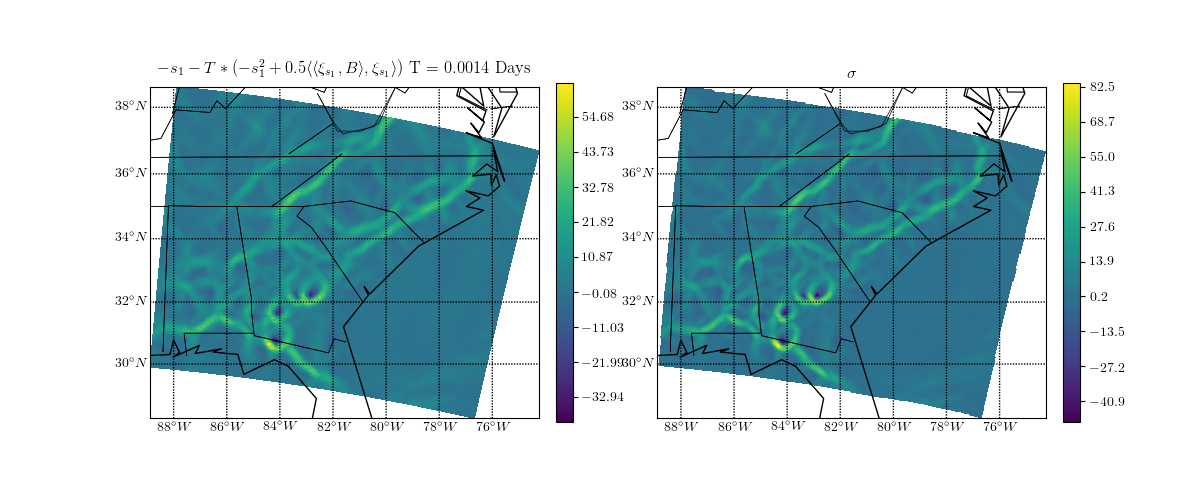 $-s_1 - T * (-s_1^2 + 0.5\langle\langle \xi_{s_1}, B\rangle, \xi_{s_1}\rangle)$ T = 0.0014 Days
38°N
36°N
34°N
32°N
30°N
88°W 86°W 84°W 82°W 80°W 78°W 76°W
54.68
43.73
32.78
21.82
10.87
−0.08
−11.03
−21.99
−32.94
σ
38°N
36°N
34°N
32°N
30°N
88°W 86°W 84°W 82°W 80°W 78°W 76°W
82.5
68.7
55.0
41.3
27.6
13.9
0.2
−13.5
−27.2
−40.9